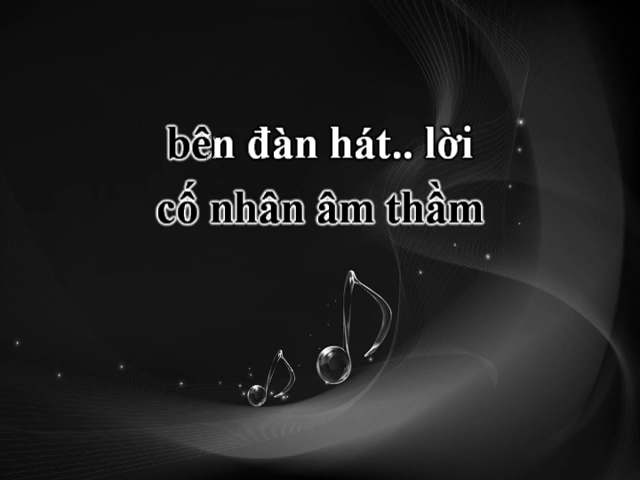 bên đàn hát.. lời
cố nhân âm thầm